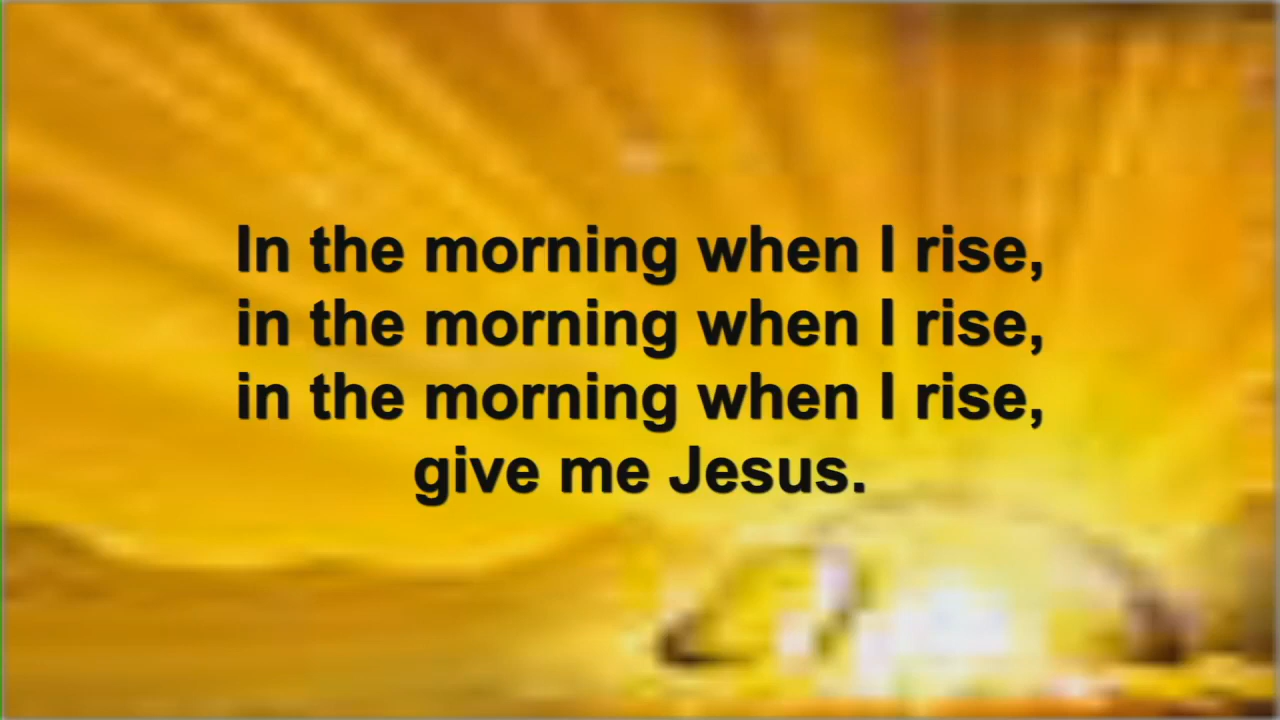 In the morning when I rise,
in the morning when I rise,
in the morning when I rise,
give me Jesus.